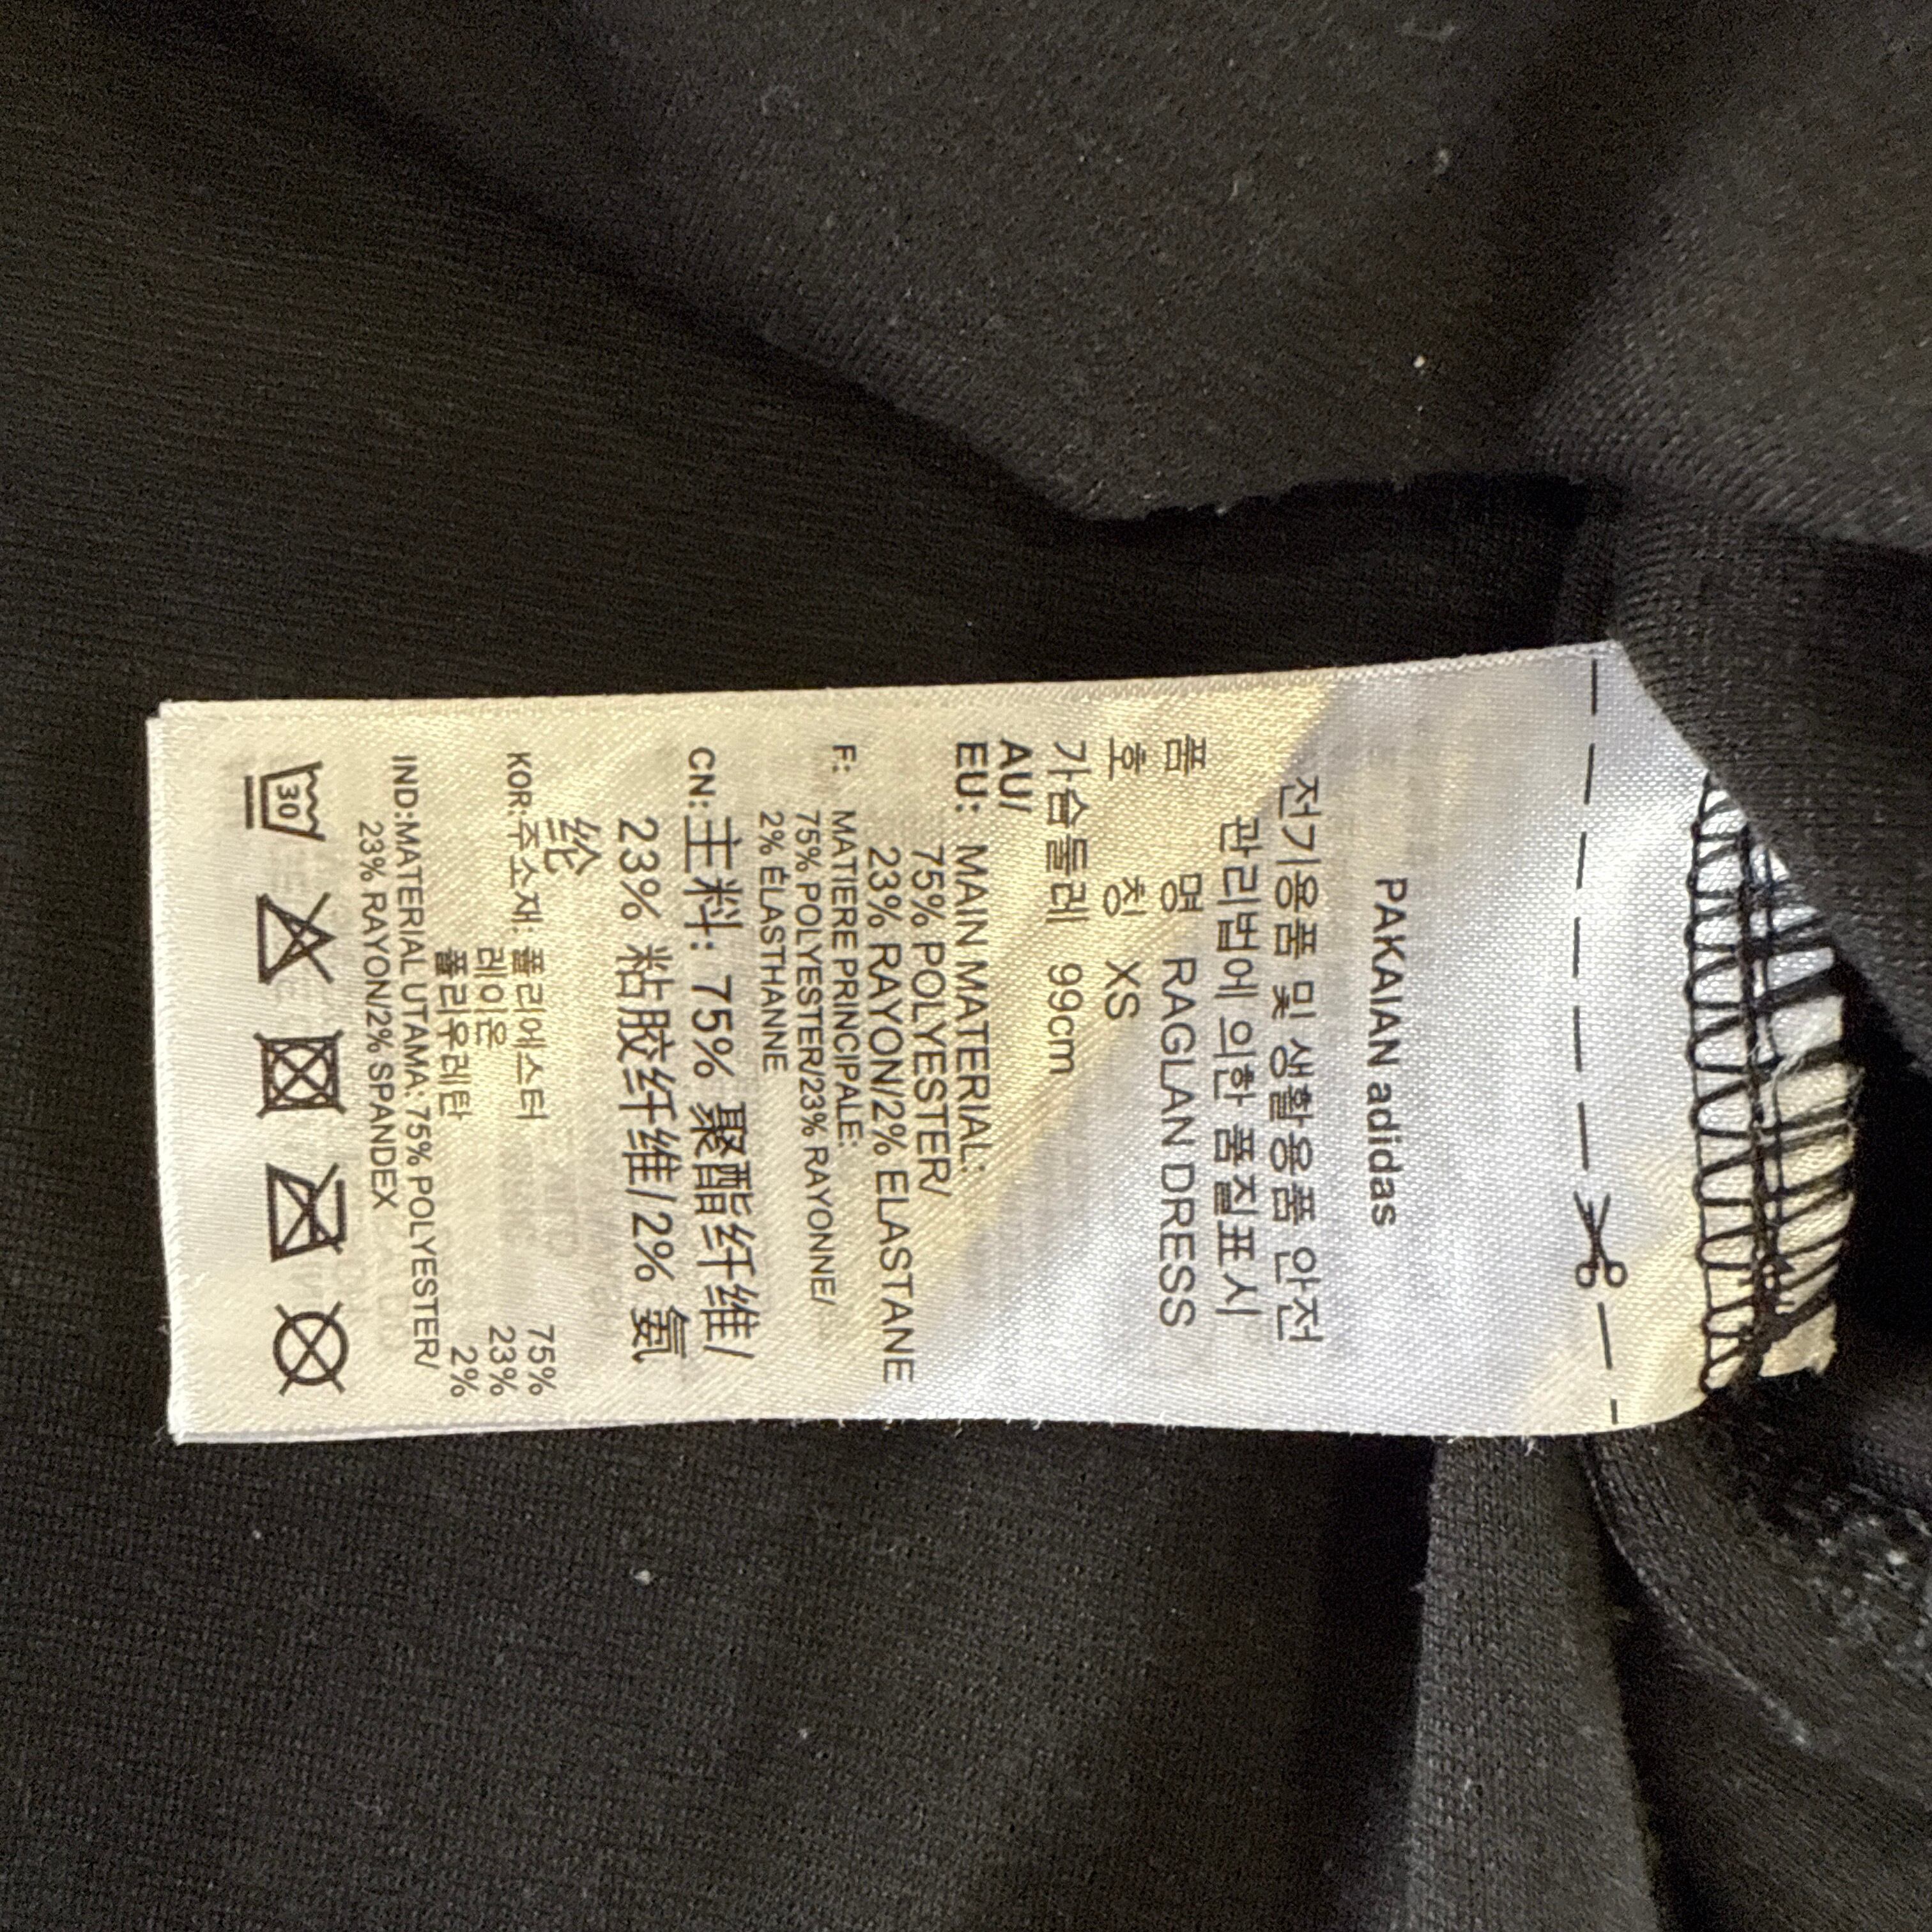 PAKAIAN adidas
전기용품 및 생활용품 안전
관리법에 의한 품질표시
품 명 RAGLAN DRESS
호 칭 XS
가슴둘레 99cm
AU/
EU: MAIN MATERIAL:
75% POLYESTER/
23% RAYON/2% ELASTANE
F: MATIERE PRINCIPALE:
75% POLYESTER/23% RAYONNE/
2% ÉLASTHANNE
CN:主料: 75% 聚酯纤维/
23% 粘胶纤维/2% 氨
纶
KOR:주소재: 폴리에스터 75%
레이온 23%
폴리우레탄 2%
IND:MATERIAL UTAMA: 75% POLYESTER/
23% RAYON/2% SPANDEX
30